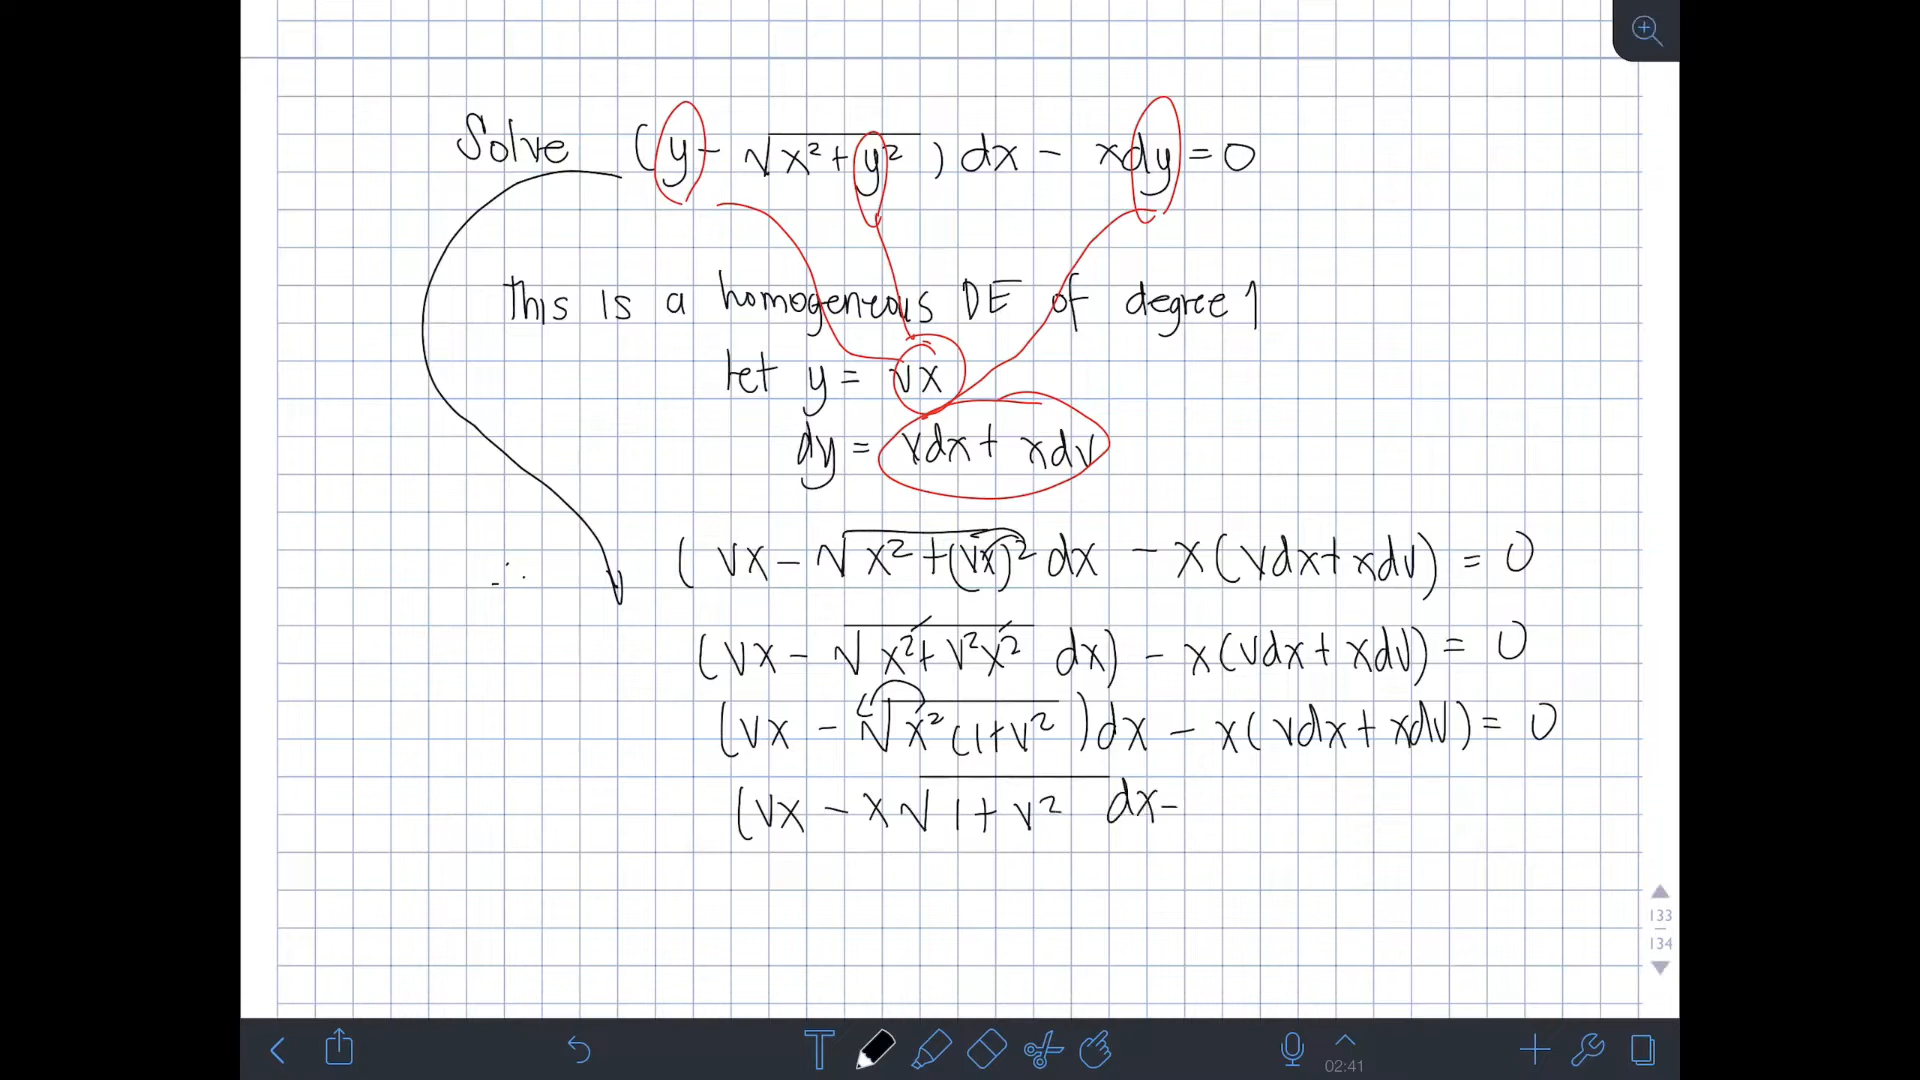 Solve (y - √x² + y²) dx - xdy = 0
This is a homogeneous DE of degree 1
let y = vx
dy = vdx + xdv
∴ (vx - √x² + (vx)² dx - x(vdx + xdv) = 0
(vx - √x² + v²x² dx) - x(vdx + xdv) = 0
(vx - √x²(1+v² )dx - x(vdx + xdv) = 0
(vx - x√1 + v² dx -
133
134
T
02:41